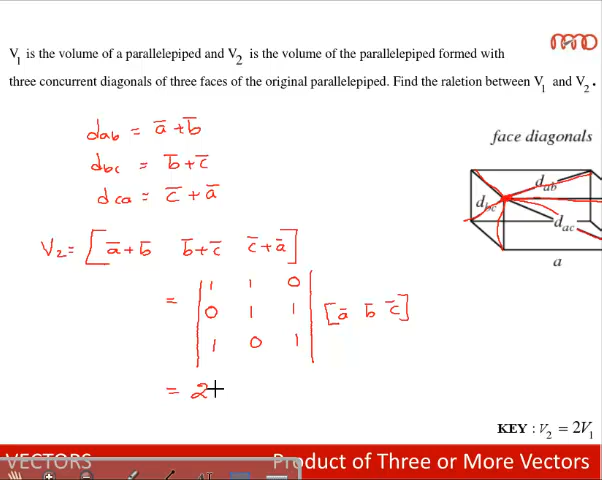 V1 is the volume of a parallelepiped and V2 is the volume of the parallelepiped formed with
three concurrent diagonals of three faces of the original parallelepiped. Find the raletion between V1 and V2.
dab = a̅ + b̅
dbc = b̅ + c̅
dca = c̅ + a̅
face diagonals
dab
dbc
dac
a
V2 = [a̅+b̅ b̅+c̅ c̅+a̅]
= | 1 1 0 |
| 0 1 1 | [a̅ b̅ c̅]
| 1 0 1 |
= 2
KEY : V2 = 2V1
VECTORS
Product of Three or More Vectors